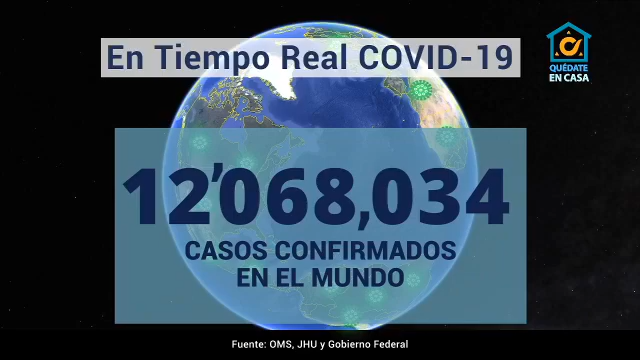 En Tiempo Real COVID-19
QUÉDATE
EN CASA
12’068,034
CASOS CONFIRMADOS
EN EL MUNDO
Fuente: OMS, JHU y Gobierno Federal